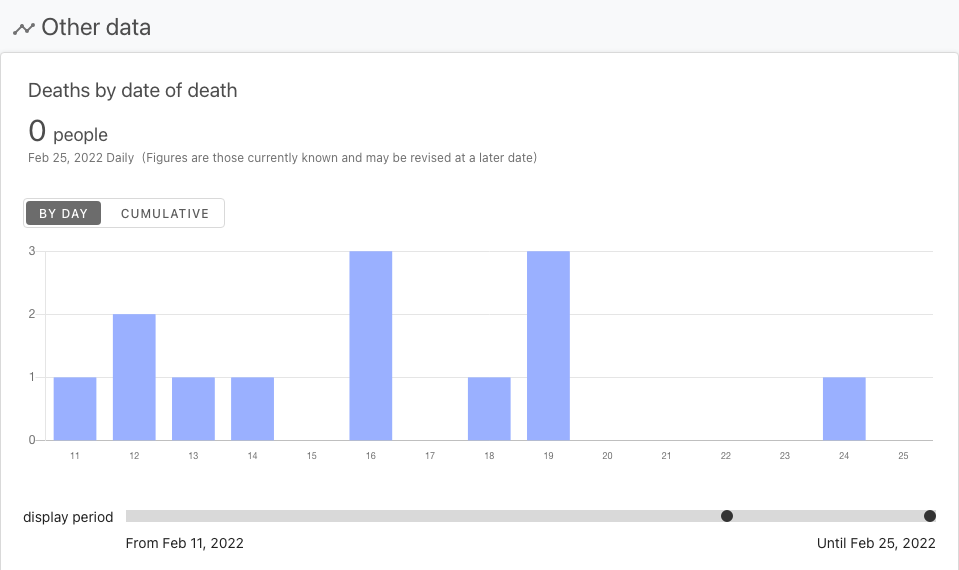 Other data
Deaths by date of death
0 people
Feb 25, 2022 Daily (Figures are those currently known and may be revised at a later date)
BY DAY CUMULATIVE
3
2
1
0
11 12 13 14 15 16 17 18 19 20 21 22 23 24 25
display period
From Feb 11, 2022 Until Feb 25, 2022